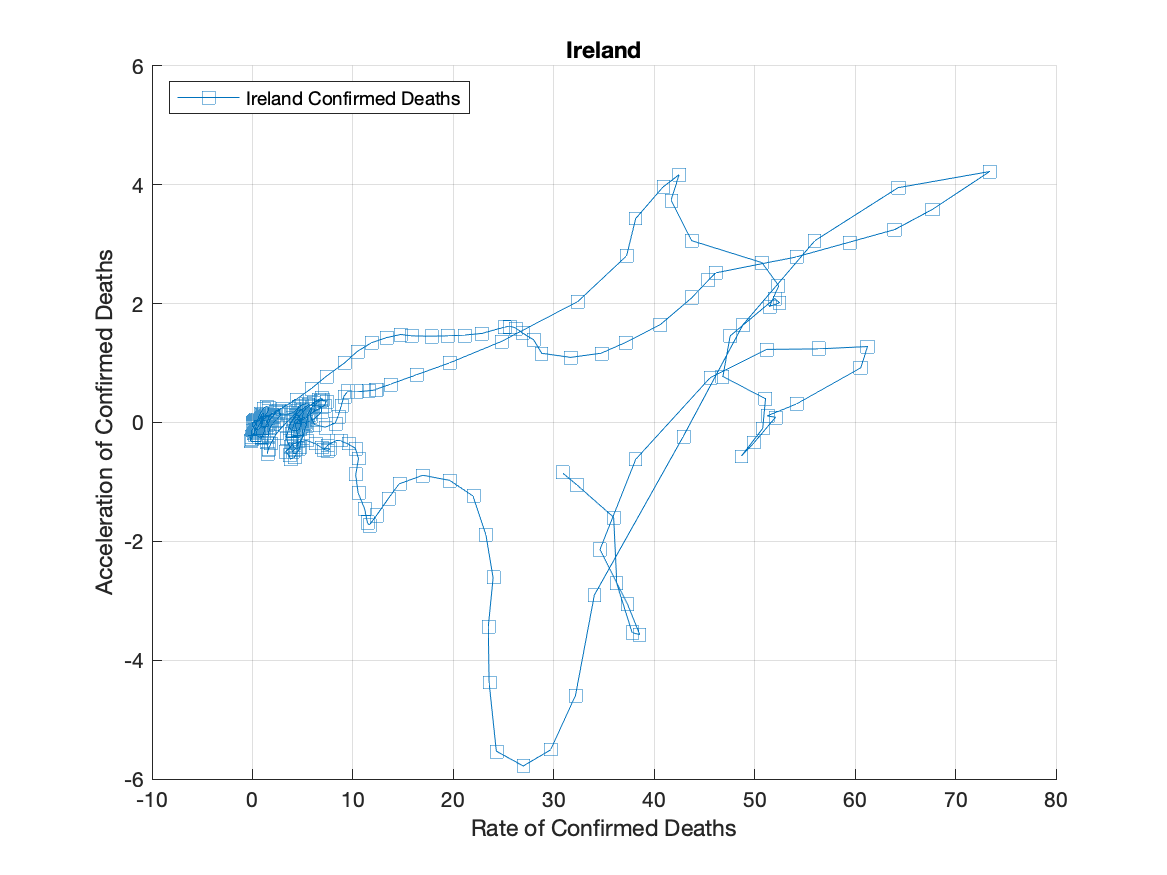 Ireland
Ireland Confirmed Deaths
6
4
2
0
-2
-4
-6
Acceleration of Confirmed Deaths
-10 0 10 20 30 40 50 60 70 80
Rate of Confirmed Deaths